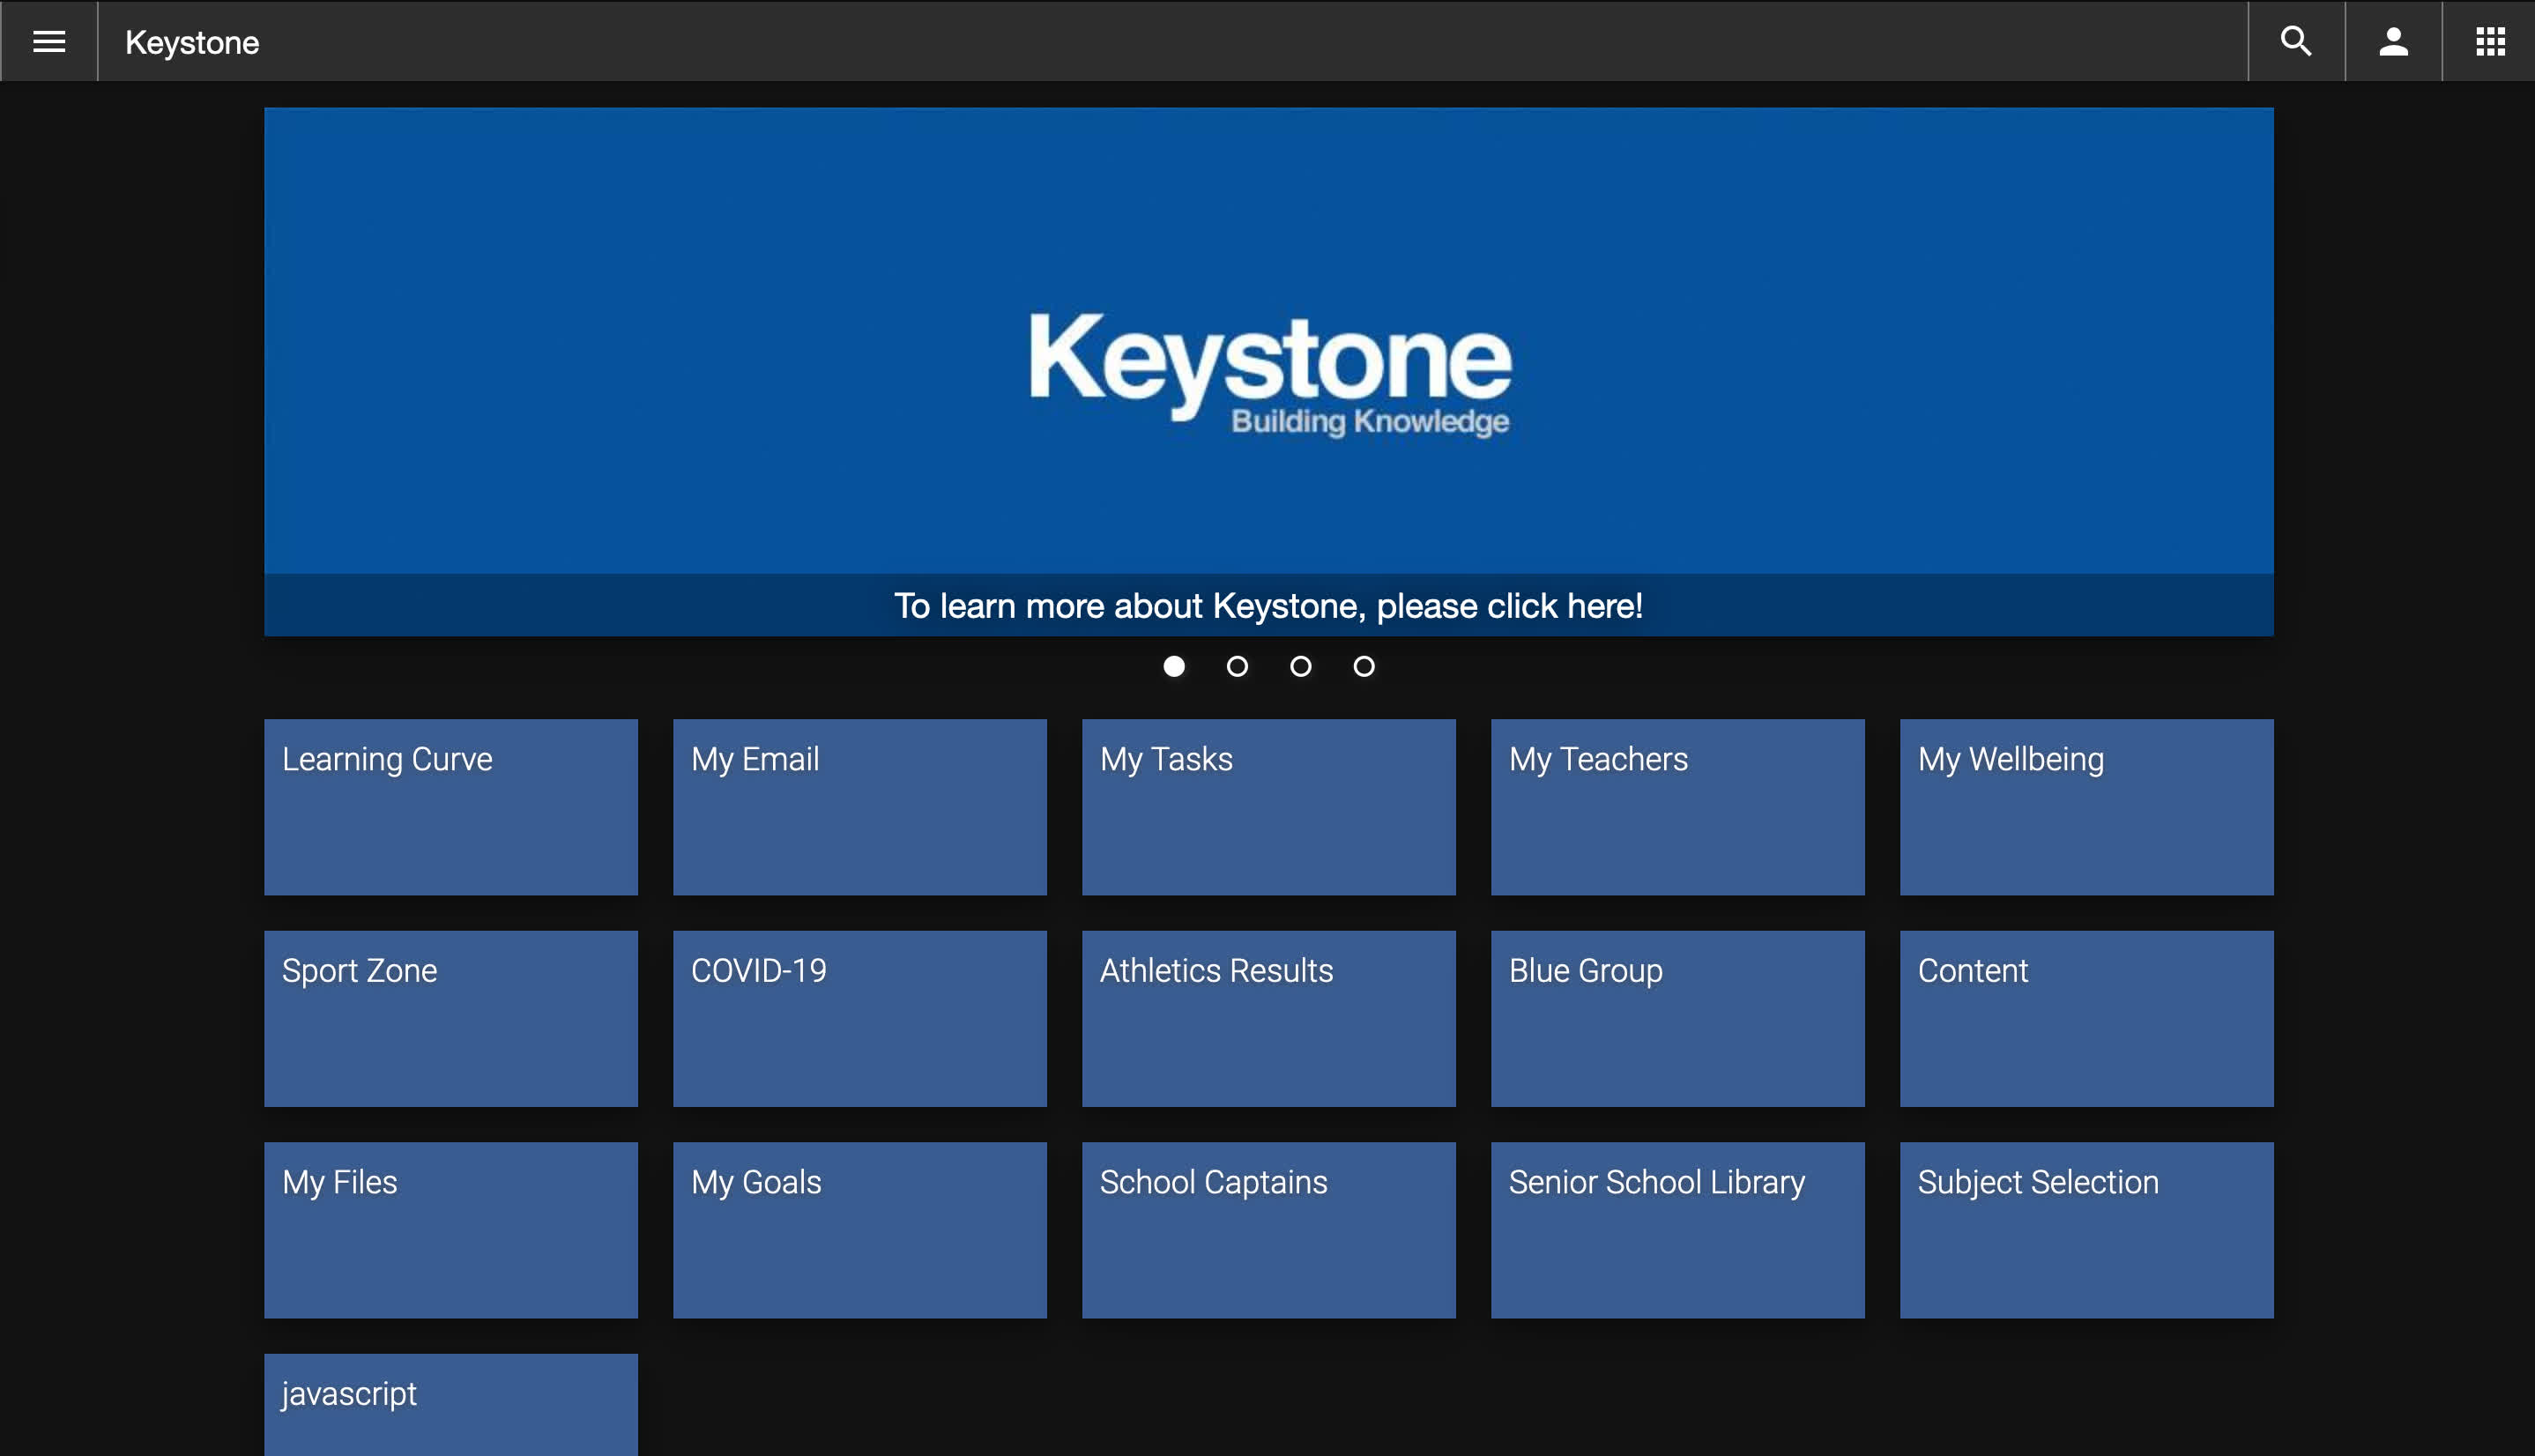 Keystone
Keystone
Building Knowledge
To learn more about Keystone, please click here!
Learning Curve
My Email
My Tasks
My Teachers
My Wellbeing
Sport Zone
COVID-19
Athletics Results
Blue Group
Content
My Files
My Goals
School Captains
Senior School Library
Subject Selection
javascript